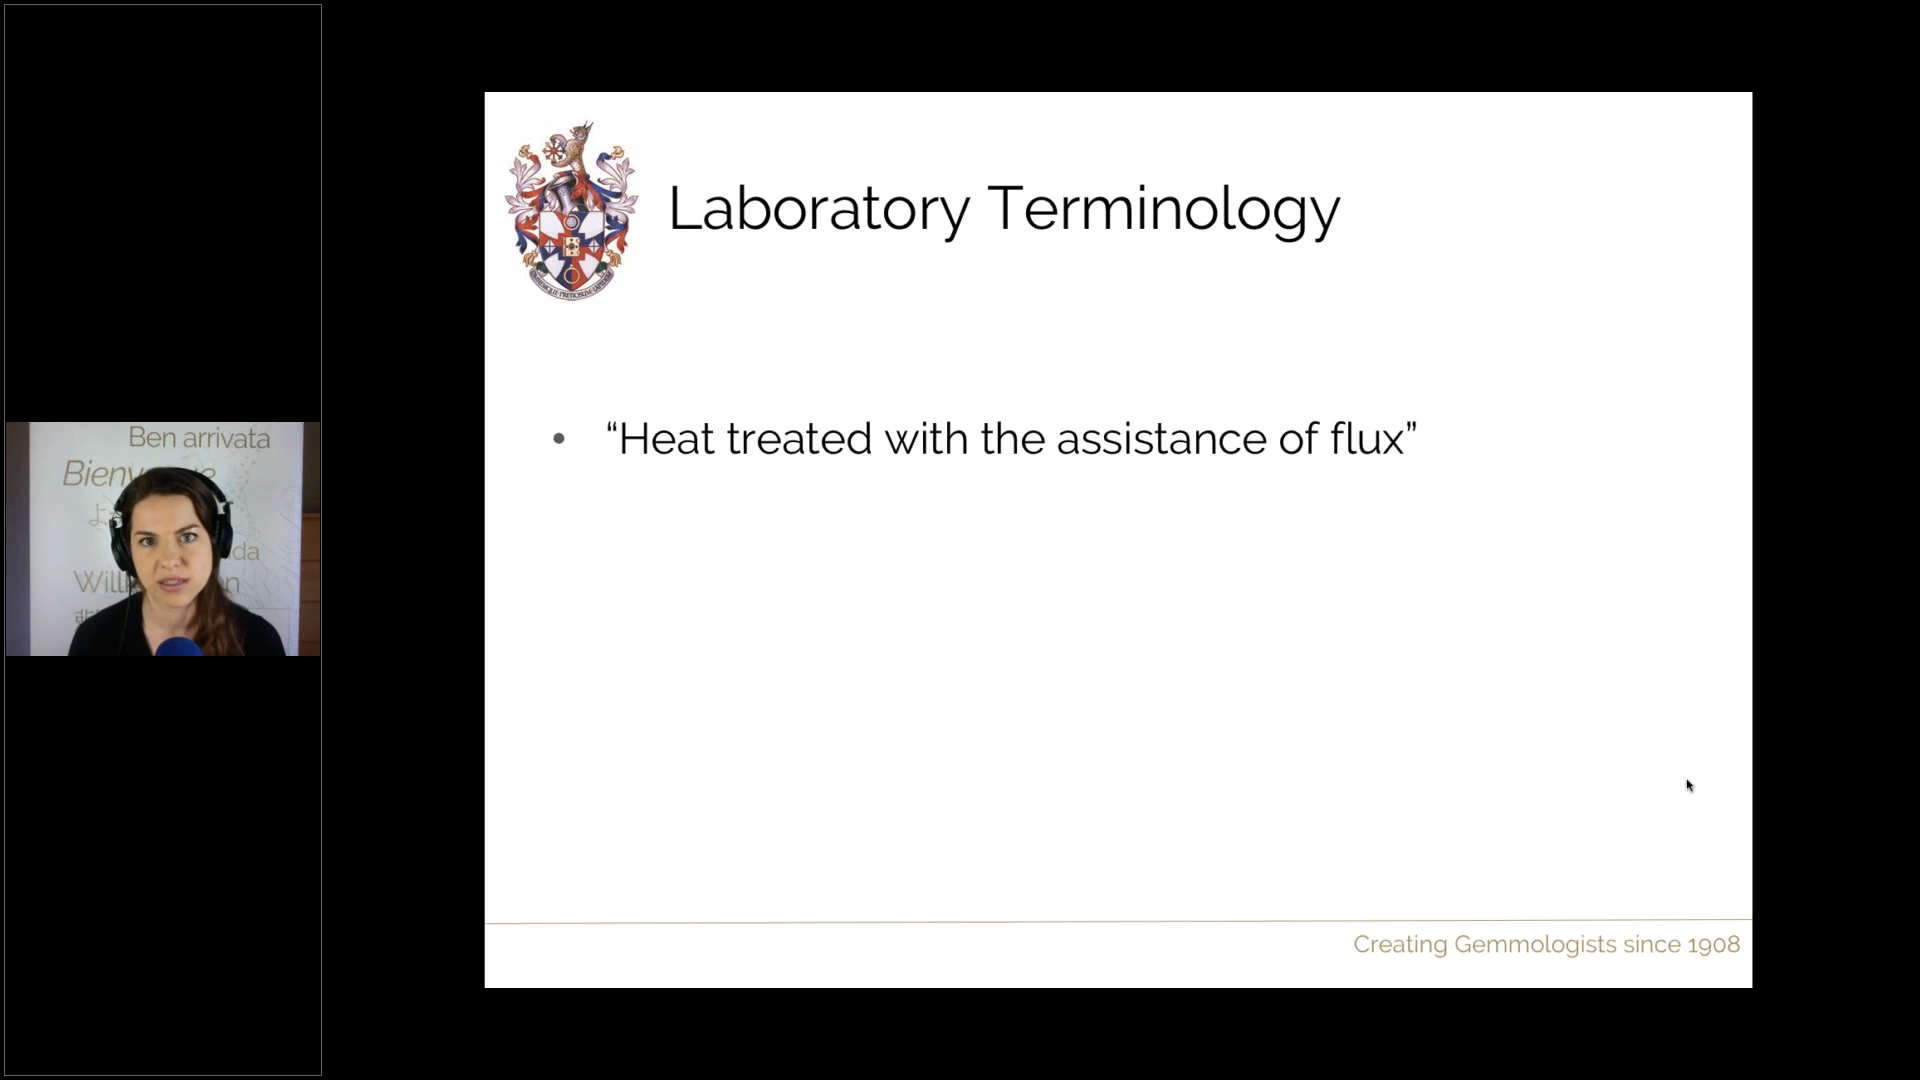 Laboratory Terminology
• “Heat treated with the assistance of flux”
Creating Gemmologists since 1908
Ben arrivata